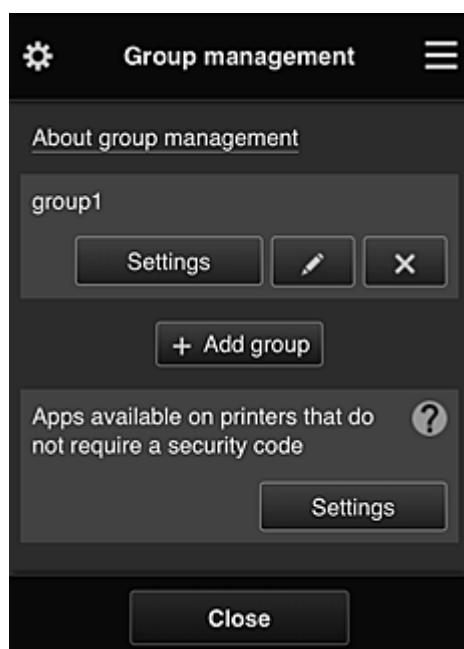 Group management
About group management
group1
Settings
+ Add group
Apps available on printers that do
not require a security code
?
Settings
Close